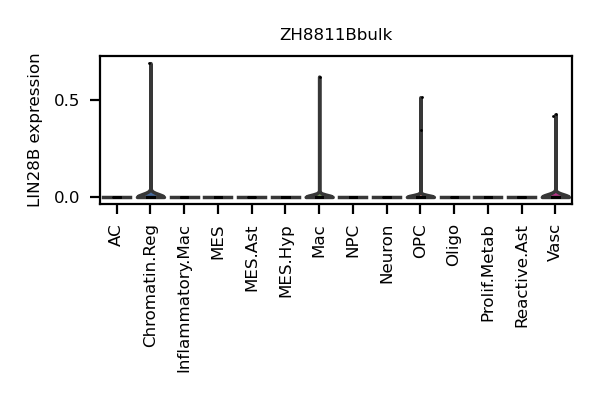 ZH8811Bbulk
LIN28B expression
0.5
0.0
AC
Chromatin.Reg
Inflammatory.Mac
MES
MES.Ast
MES.Hyp
Mac
NPC
Neuron
OPC
Oligo
Prolif.Metab
Reactive.Ast
Vasc